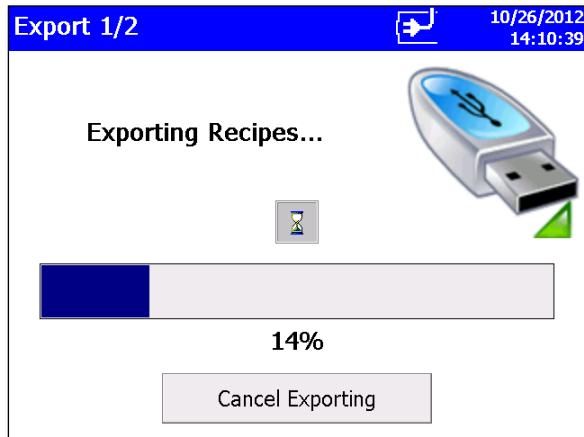 Export 1/2
10/26/2012
14:10:39
Exporting Recipes...
14%
Cancel Exporting